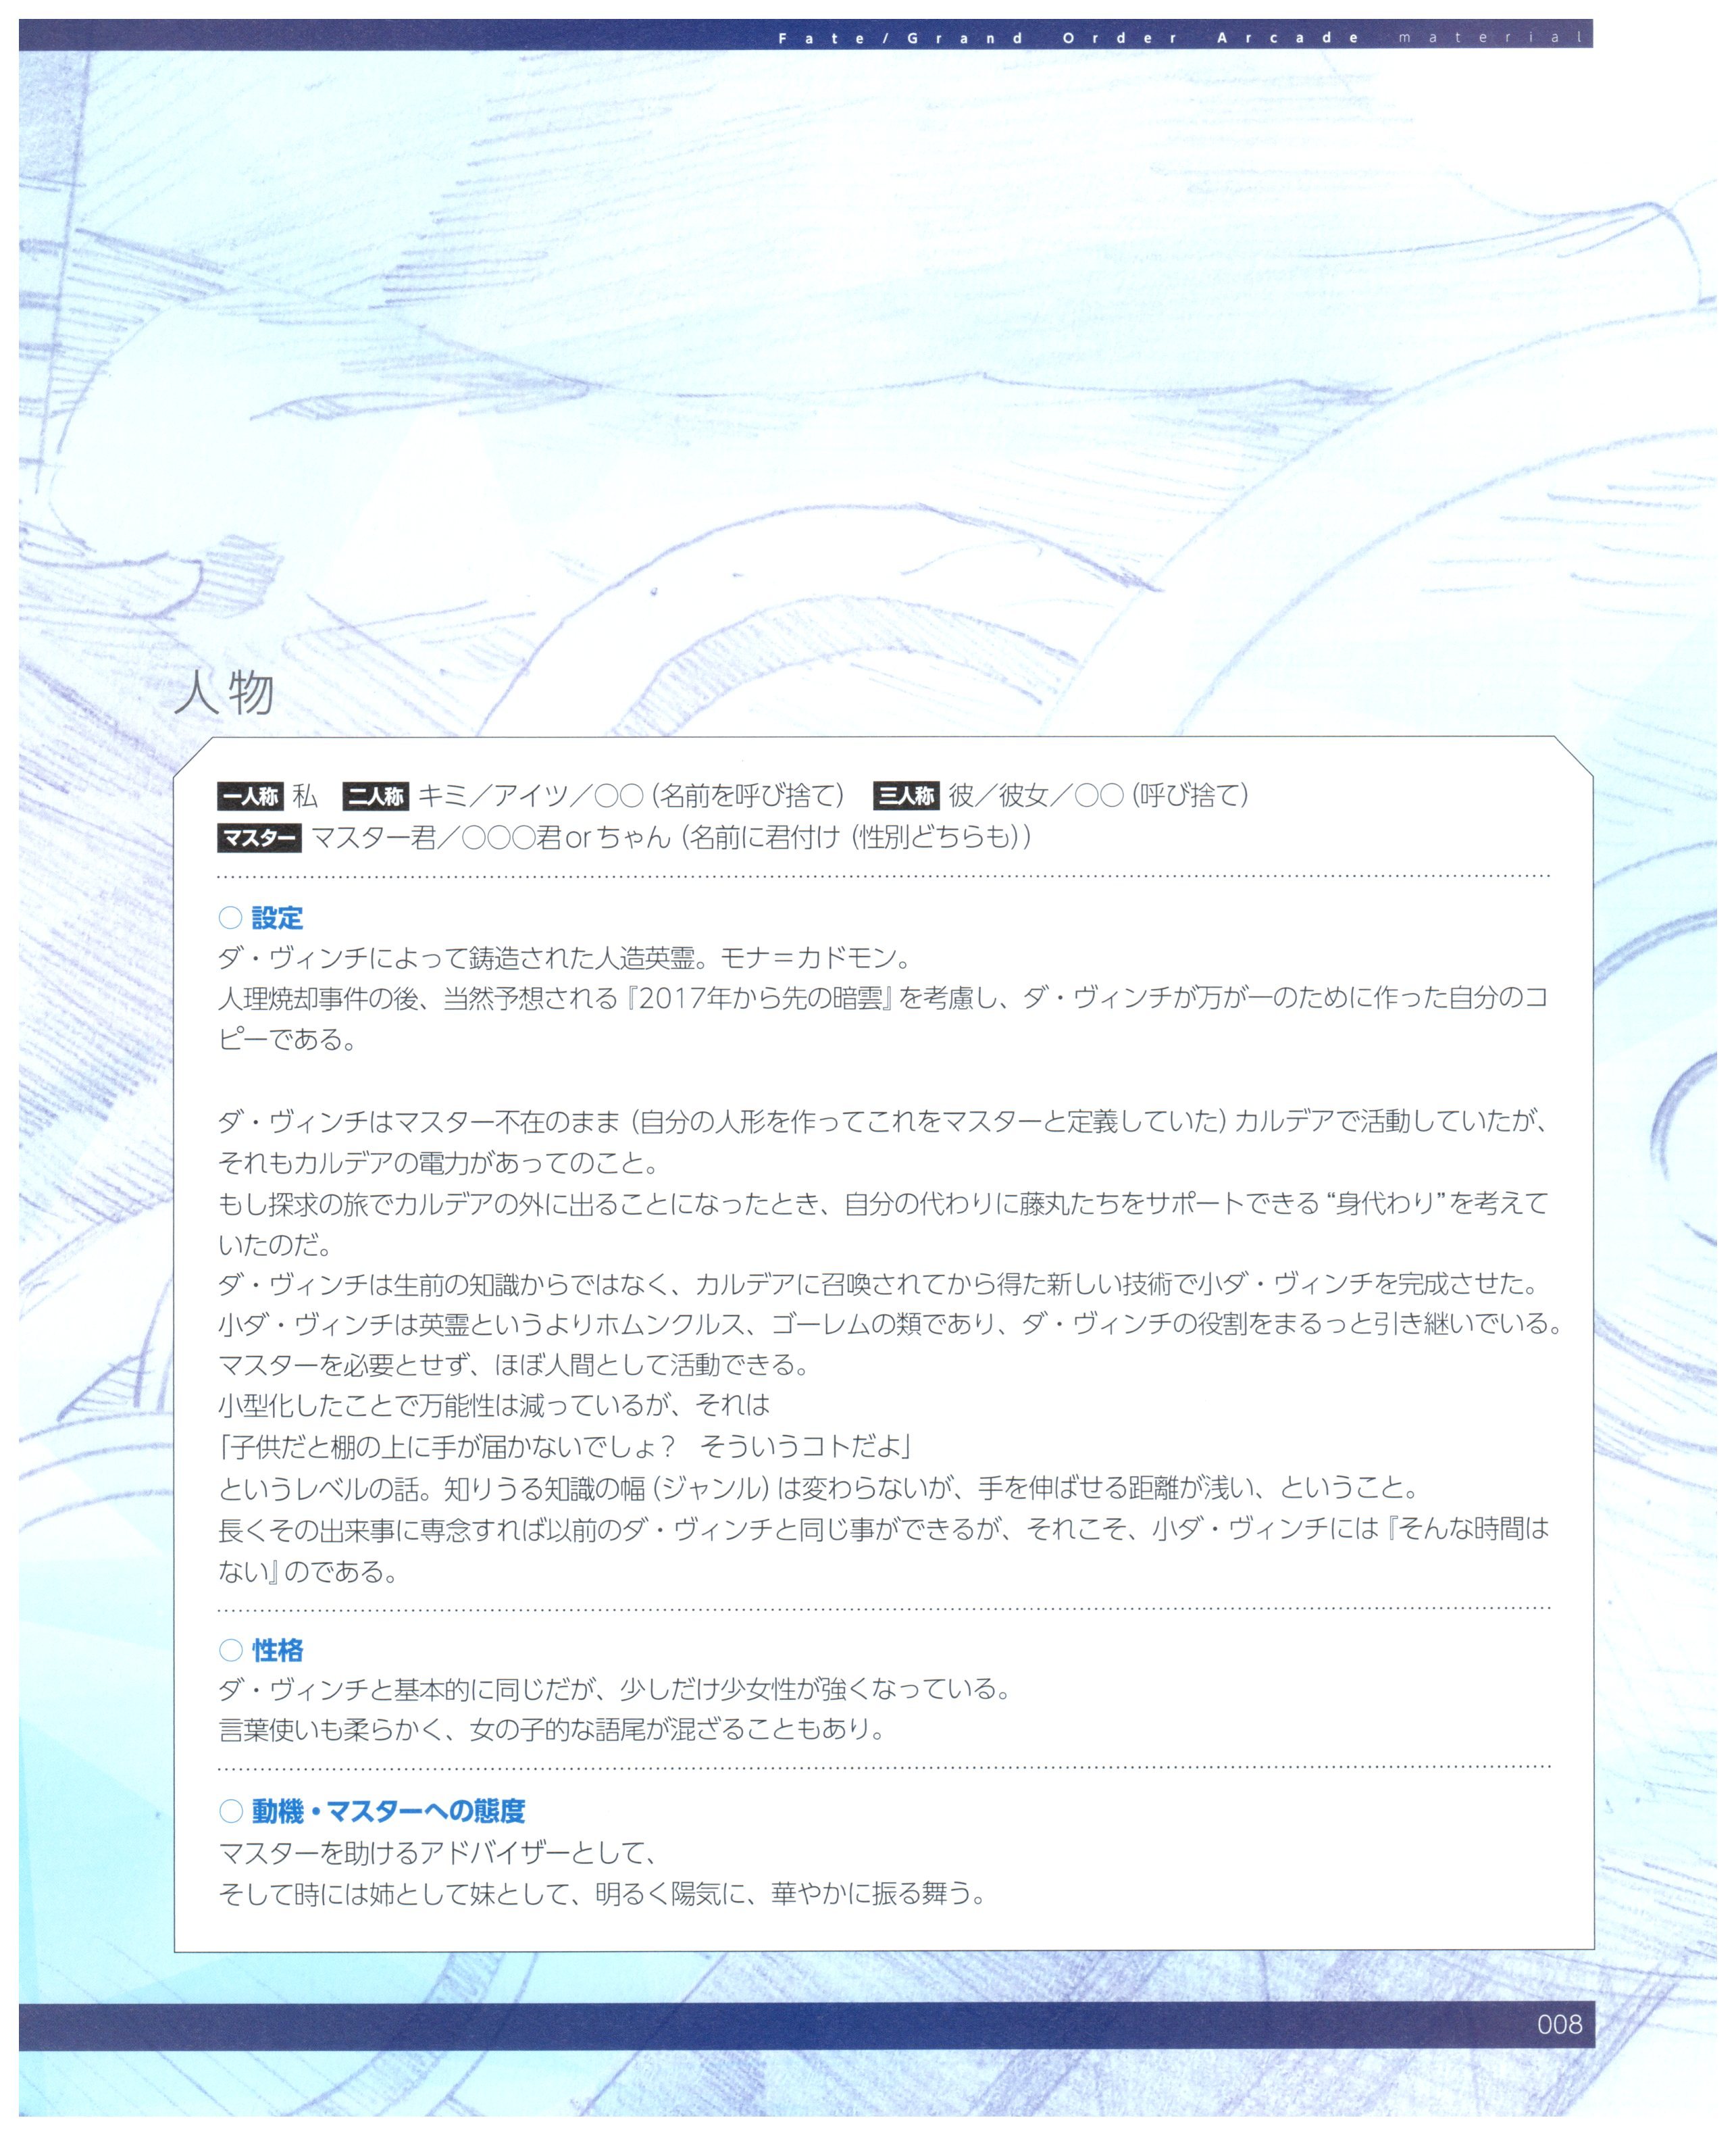 Fate/Grand Order Arcade material
人物
一人称 私 二人称 キミ／アイツ／○○（名前を呼び捨て） 三人称 彼／彼女／○○（呼び捨て）
マスター マスター君／○○○君orちゃん（名前に君付け（性別どちらも））
○ 設定
ダ・ヴィンチによって鋳造された人造英霊。モナ＝カドモン。
人理焼却事件の後、当然予想される『2017年から先の暗雲』を考慮し、ダ・ヴィンチが万が一のために作った自分のコ
ピーである。
ダ・ヴィンチはマスター不在のまま（自分の人形を作ってこれをマスターと定義していた）カルデアで活動していたが、
それもカルデアの電力があってのこと。
もし探求の旅でカルデアの外に出ることになったとき、自分の代わりに藤丸たちをサポートできる“身代わり”を考えて
いたのだ。
ダ・ヴィンチは生前の知識からではなく、カルデアに召喚されてから得た新しい技術で小ダ・ヴィンチを完成させた。
小ダ・ヴィンチは英霊というよりホムンクルス、ゴーレムの類であり、ダ・ヴィンチの役割をまるっと引き継いでいる。
マスターを必要とせず、ほぼ人間として活動できる。
小型化したことで万能性は減っているが、それは
「子供だと棚の上に手が届かないでしょ？　そういうコトだよ」
というレベルの話。知りうる知識の幅（ジャンル）は変わらないが、手を伸ばせる距離が浅い、ということ。
長くその出来事に専念すれば以前のダ・ヴィンチと同じ事ができるが、それこそ、小ダ・ヴィンチには『そんな時間は
ない』のである。
○ 性格
ダ・ヴィンチと基本的に同じだが、少しだけ少女性が強くなっている。
言葉使いも柔らかく、女の子的な語尾が混ざることもあり。
○ 動機・マスターへの態度
マスターを助けるアドバイザーとして、
そして時には姉として妹として、明るく陽気に、華やかに振る舞う。
008